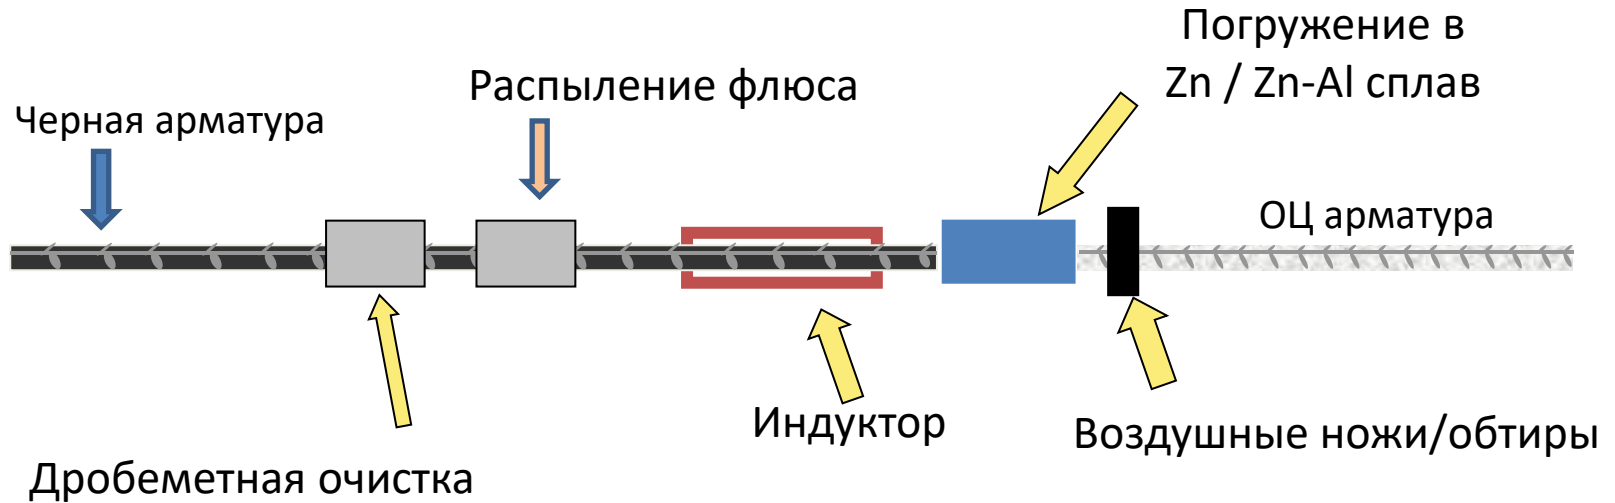 Погружение в
Zn / Zn-Al сплав
Распыление флюса
Черная арматура
ОЦ арматура
Индуктор
Воздушные ножи/обтиры
Дробеметная очистка